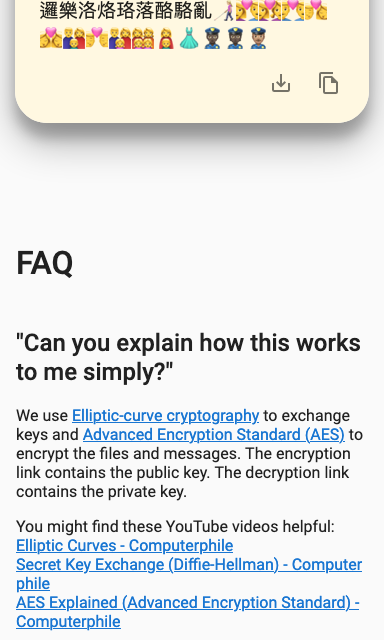 邏樂洛烙珞落酪駱亂
FAQ
"Can you explain how this works
to me simply?"
We use Elliptic-curve cryptography to exchange
keys and Advanced Encryption Standard (AES) to
encrypt the files and messages. The encryption
link contains the public key. The decryption link
contains the private key.
You might find these YouTube videos helpful:
Elliptic Curves - Computerphile
Secret Key Exchange (Diffie-Hellman) - Computer
phile
AES Explained (Advanced Encryption Standard) -
Computerphile